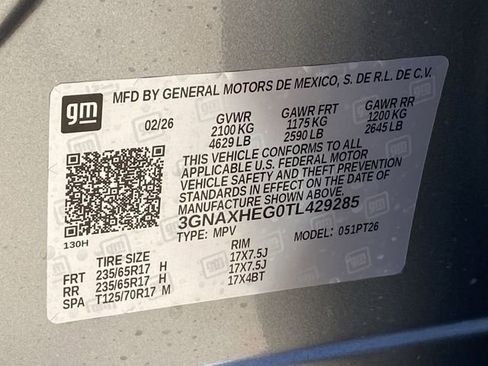 gm
MFD BY GENERAL MOTORS DE MEXICO, S. DE R.L. DE C.V.
02/26 GVWR GAWR FRT GAWR RR
2100 KG 1175 KG 1200 KG
4629 LB 2590 LB 2645 LB
THIS VEHICLE CONFORMS TO ALL
APPLICABLE U.S. FEDERAL MOTOR
VEHICLE SAFETY AND THEFT PREVENTION
STANDARDS IN EFFECT ON THE DATE OF
MANUFACTURE SHOWN ABOVE.
3GNAXHEG0TL429285
130H TYPE: MPV MODEL: 051PT26
TIRE SIZE RIM
FRT 235/65R17 H 17X7.5J
RR 235/65R17 H 17X7.5J
SPA T125/70R17 M 17X4BT